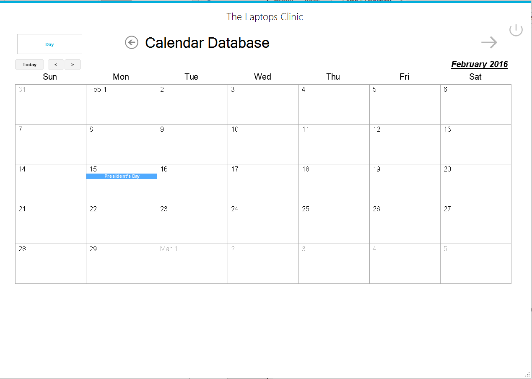 The Laptops Clinic
Day
Calendar Database
Today < >
February 2016
Sun Mon Tue Wed Thu Fri Sat
31 Feb 1 2 3 4 5 6
7 8 9 10 11 12 13
14 15 16 17 18 19 20
President's Day
21 22 23 24 25 26 27
28 29 Mar 1 2 3 4 5